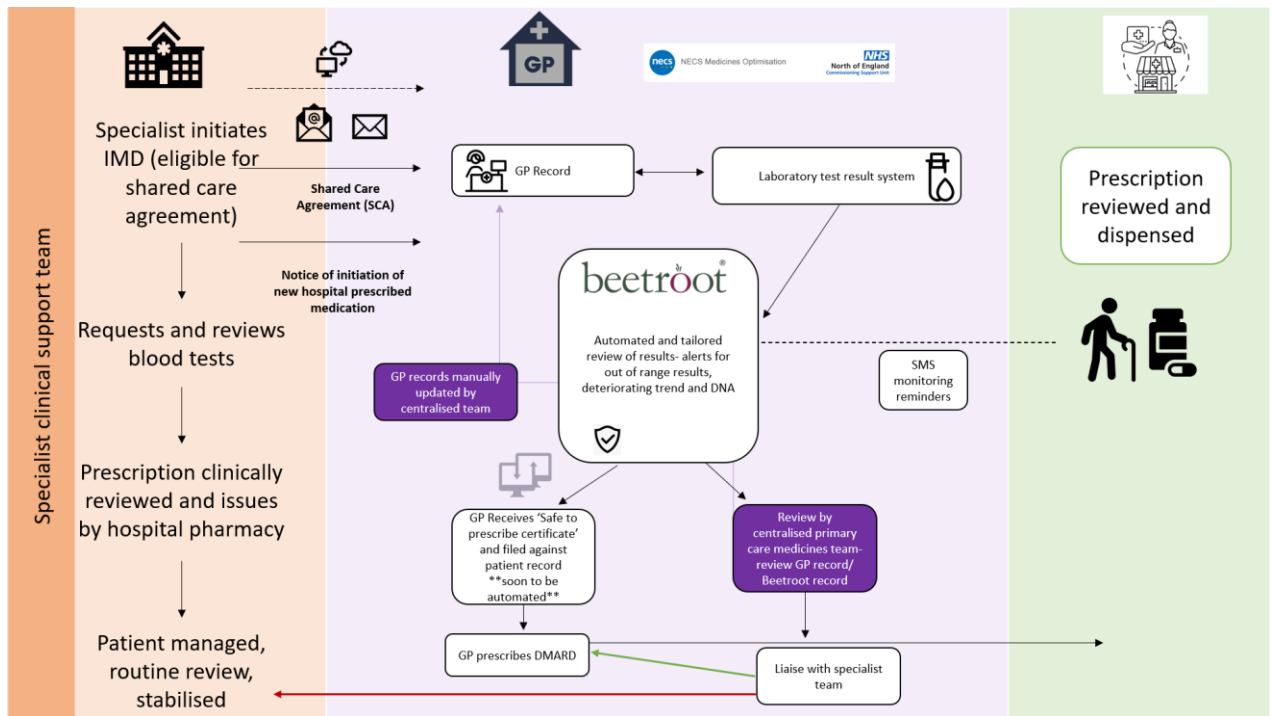 Specialist clinical support team
Specialist initiates
IMD (eligible for
shared care
agreement)
Requests and reviews
blood tests
Prescription clinically
reviewed and issues
by hospital pharmacy
Patient managed,
routine review,
stabilised
@
Shared Care
Agreement (SCA)
Notice of initiation of
new hospital prescribed
medication
GP
necs
NECS Medicines Optimisation
NHS
North of England
Commissioning Support Unit
GP Record
Laboratory test result system
beetroot®
Automated and tailored
review of results- alerts for
out of range results,
deteriorating trend and DNA
GP records manually
updated by
centralised team
SMS
monitoring
reminders
GP Receives ‘Safe to
prescribe certificate’
and filed against
patient record
**soon to be
automated**
Review by
centralised primary
care medicines team-
review GP record/
Beetroot record
GP prescribes DMARD
Liaise with specialist
team
Prescription
reviewed and
dispensed